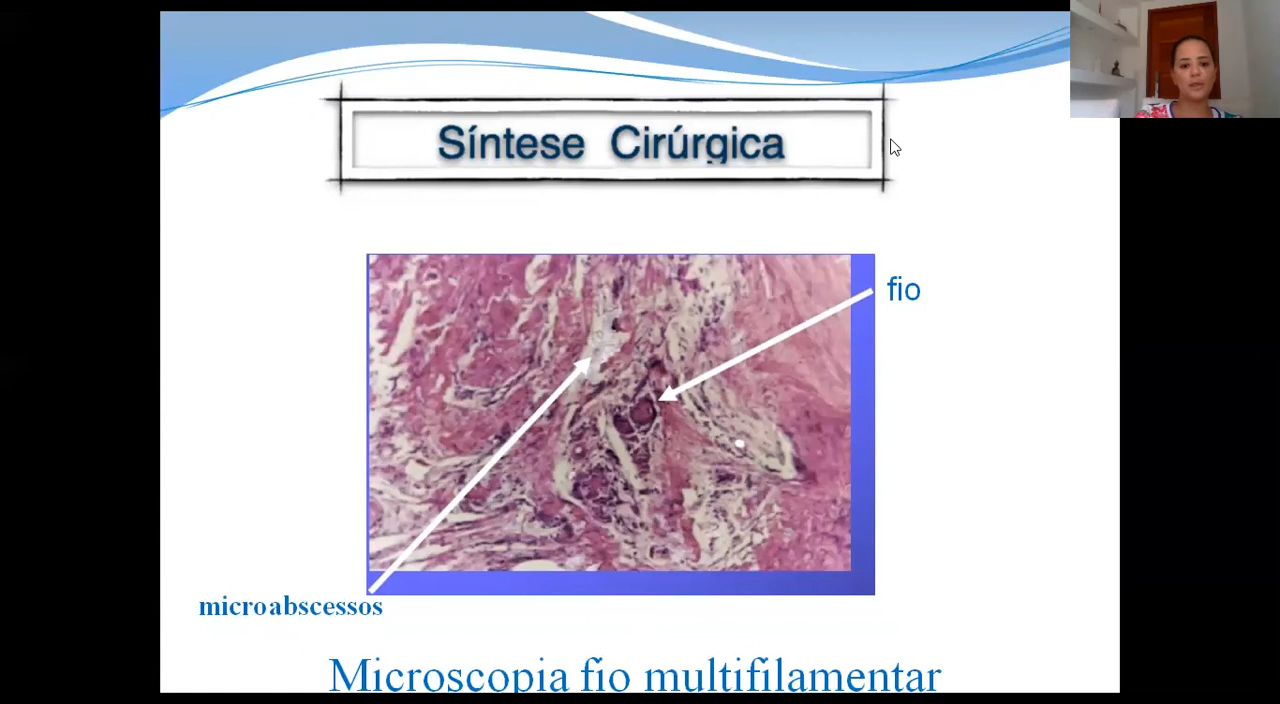 Síntese Cirúrgica
fio
microabscessos
Microscopia fio multifilamentar